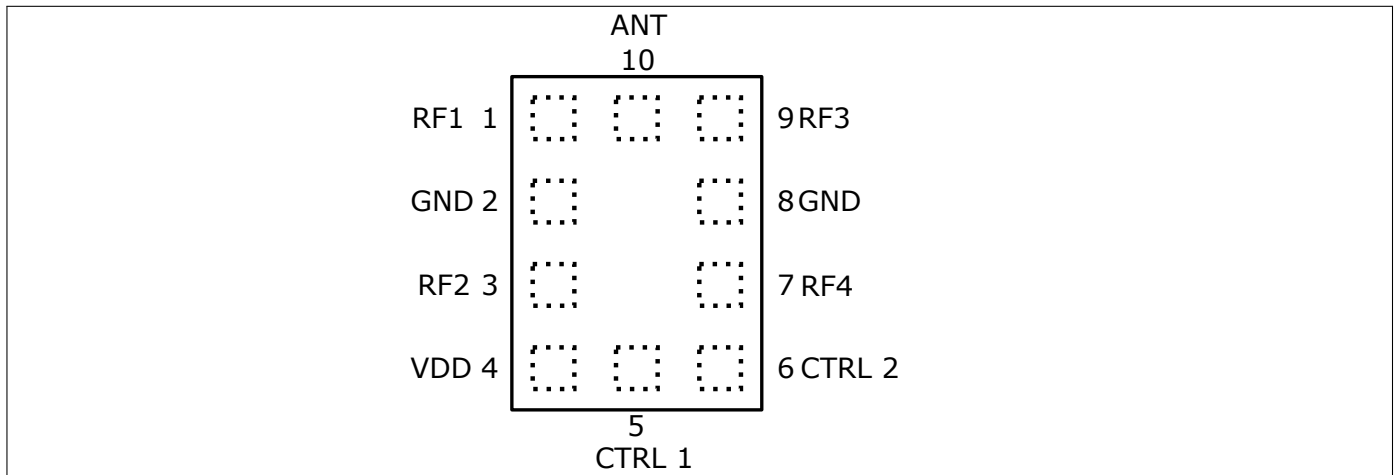 ANT
10
RF1 1
9 RF3
GND 2
8 GND
RF2 3
7 RF4
VDD 4
6 CTRL 2
5
CTRL 1